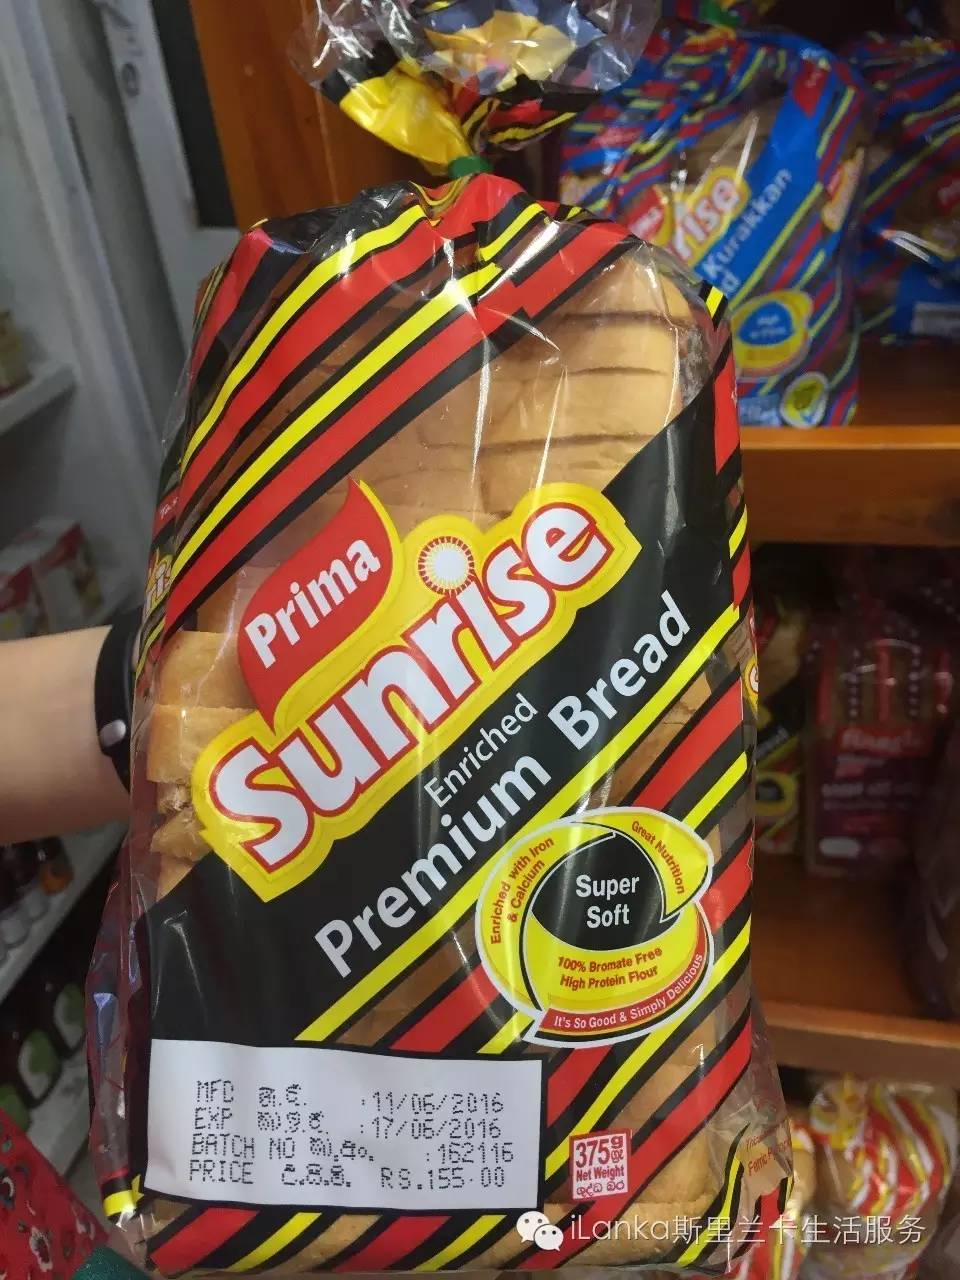 Prima
Sunrise
Enriched
Premium Bread
Enriched with Iron
& Calcium
Great Nutrition
Super
Soft
100% Bromate Free
High Protein Flour
It's So Good & Simply Delicious
MFD :11/06/2016
EXP :17/06/2016
BATCH NO :162116
PRICE RS.155.00
375g
Net Weight
ශුද්ධ බර
Prima
rise
Kurakkan
iLanka斯里兰卡生活服务